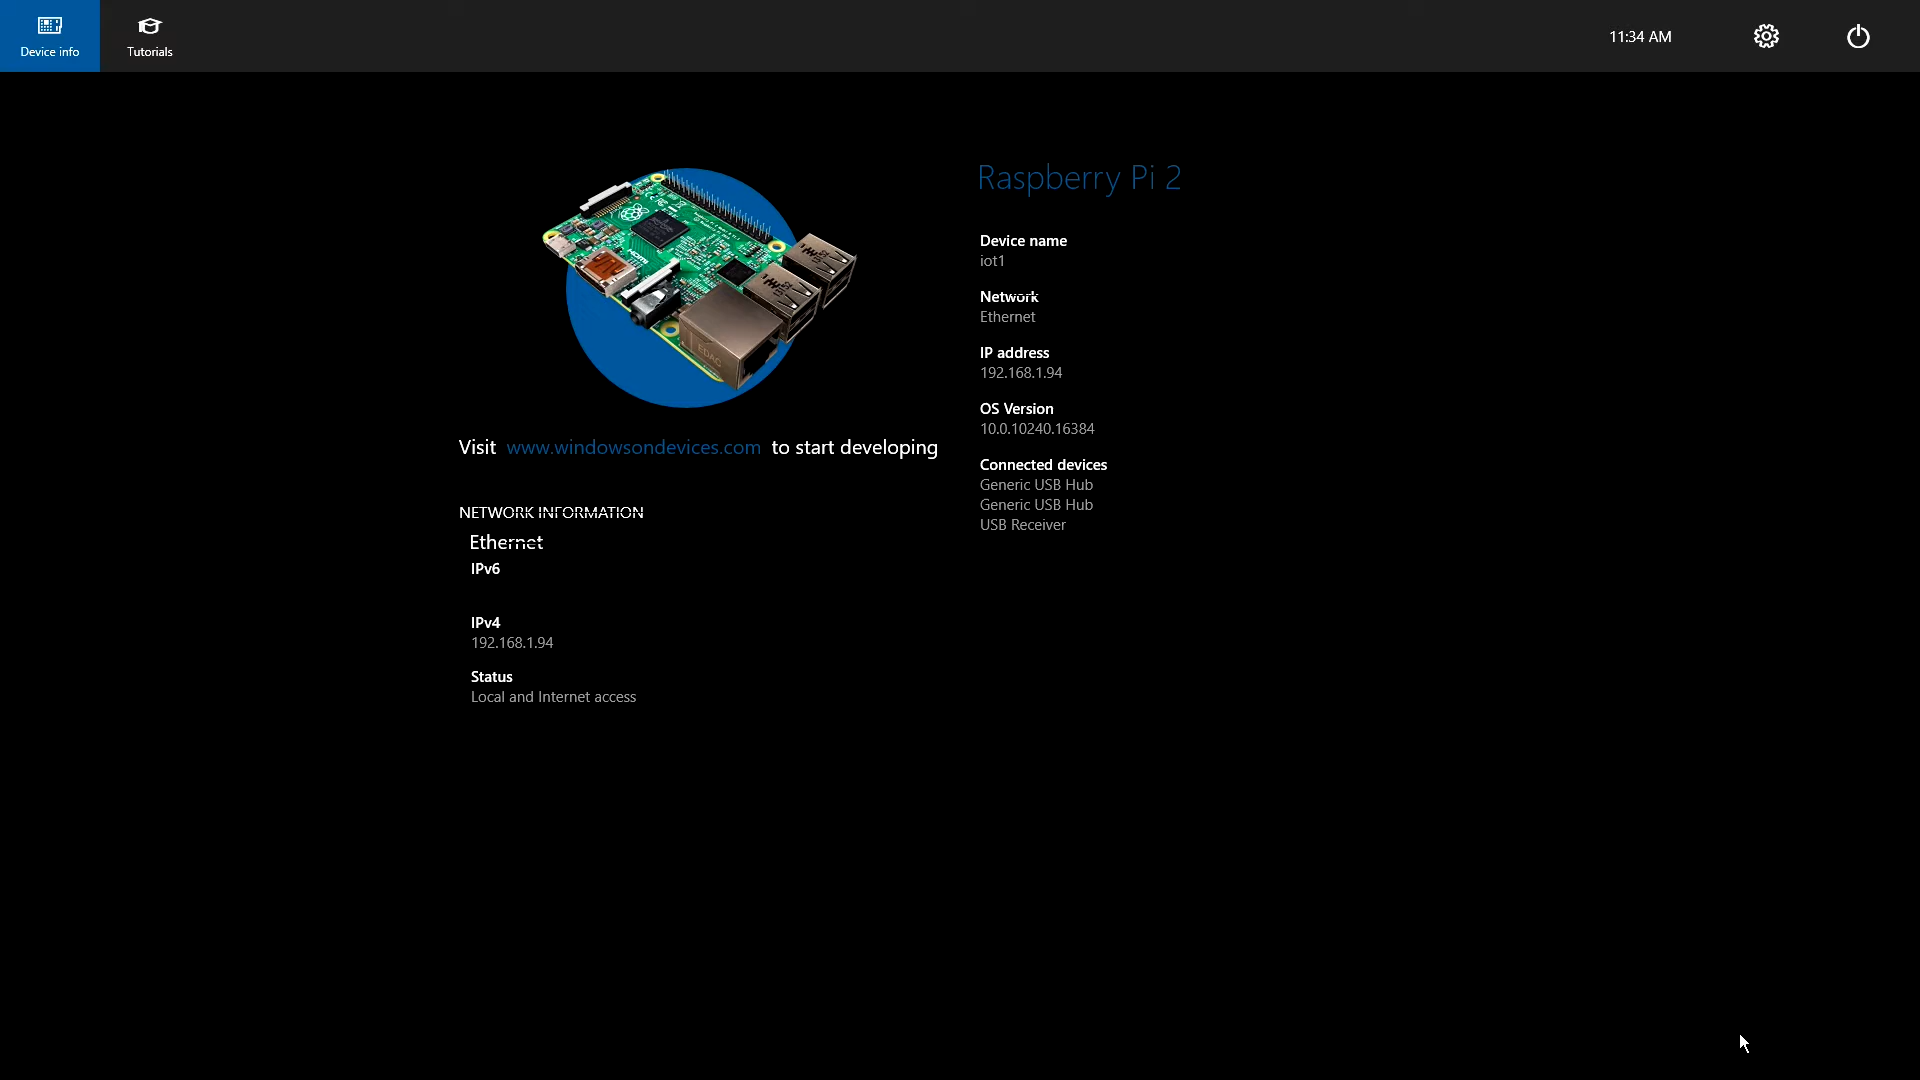 Device info
Tutorials
11:34 AM
Raspberry Pi 2
Device name
iot1
Network
Ethernet
IP address
192.168.1.94
OS Version
10.0.10240.16384
Connected devices
Generic USB Hub
Generic USB Hub
USB Receiver
Visit www.windowsondevices.com to start developing
NETWORK INFORMATION
Ethernet
IPv6
IPv4
192.168.1.94
Status
Local and Internet access
HDMI
EDAC